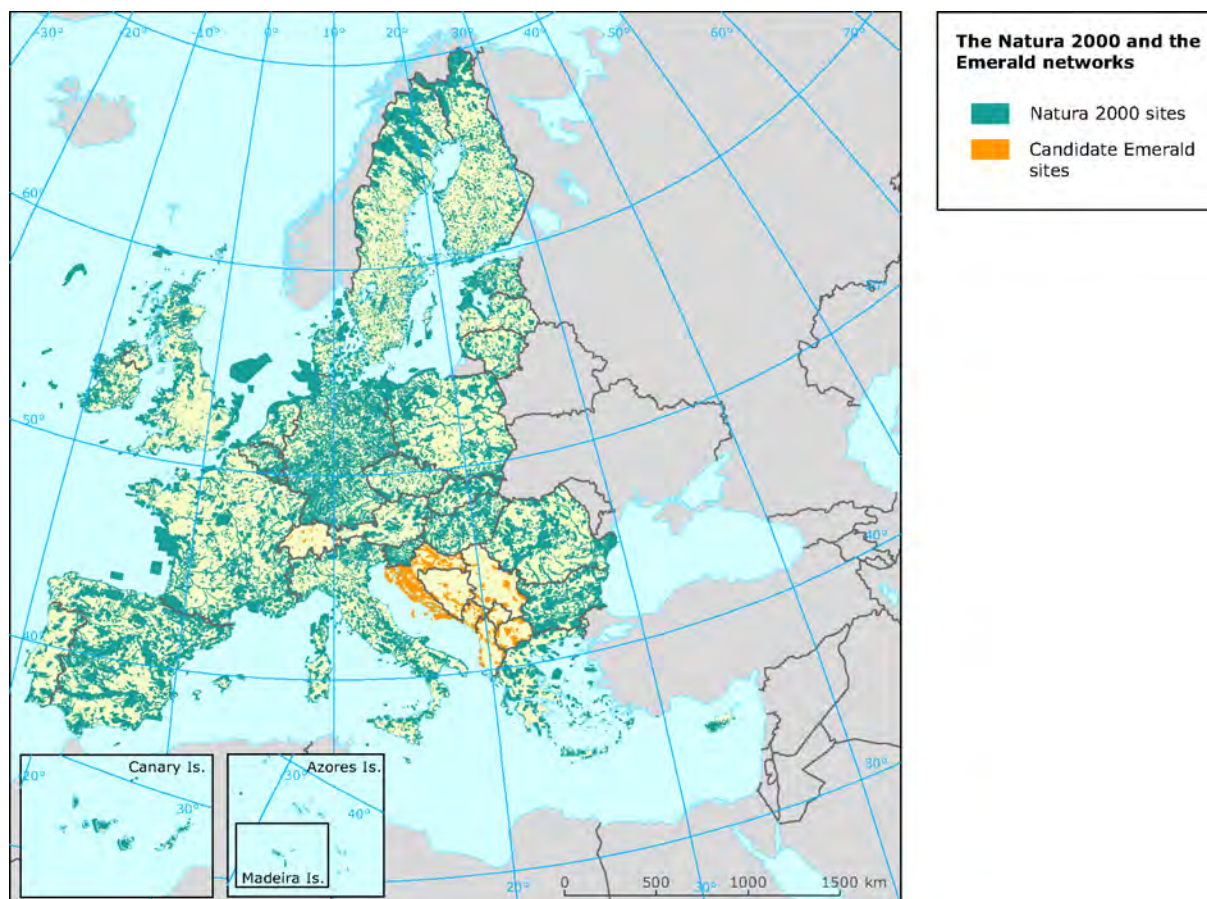 -30° -20° -10° 0° 10° 20° 30° 40° 50° 60° 70°
60°
50°
40°
50°
40°
30°
Canary Is.
20°
30°
Azores Is.
30°
40°
Madeira Is.
20°
30°
0 500 1000 1500 km
The Natura 2000 and the
Emerald networks
Natura 2000 sites
Candidate Emerald
sites